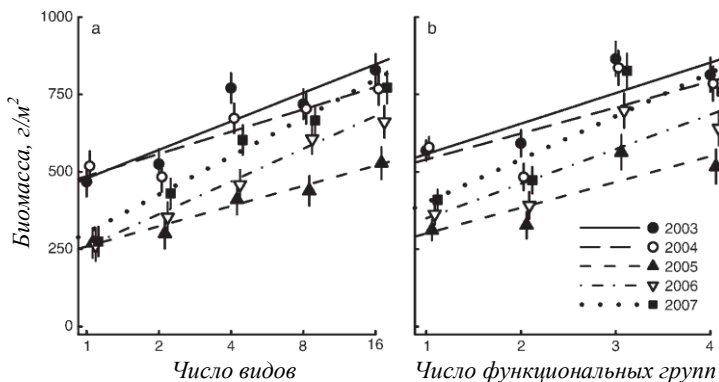 Биомасса, г/м²
1000
750
500
250
0
a
1 2 4 8 16
Число видов
b
2003
2004
2005
2006
2007
1 2 3 4
Число функциональных групп